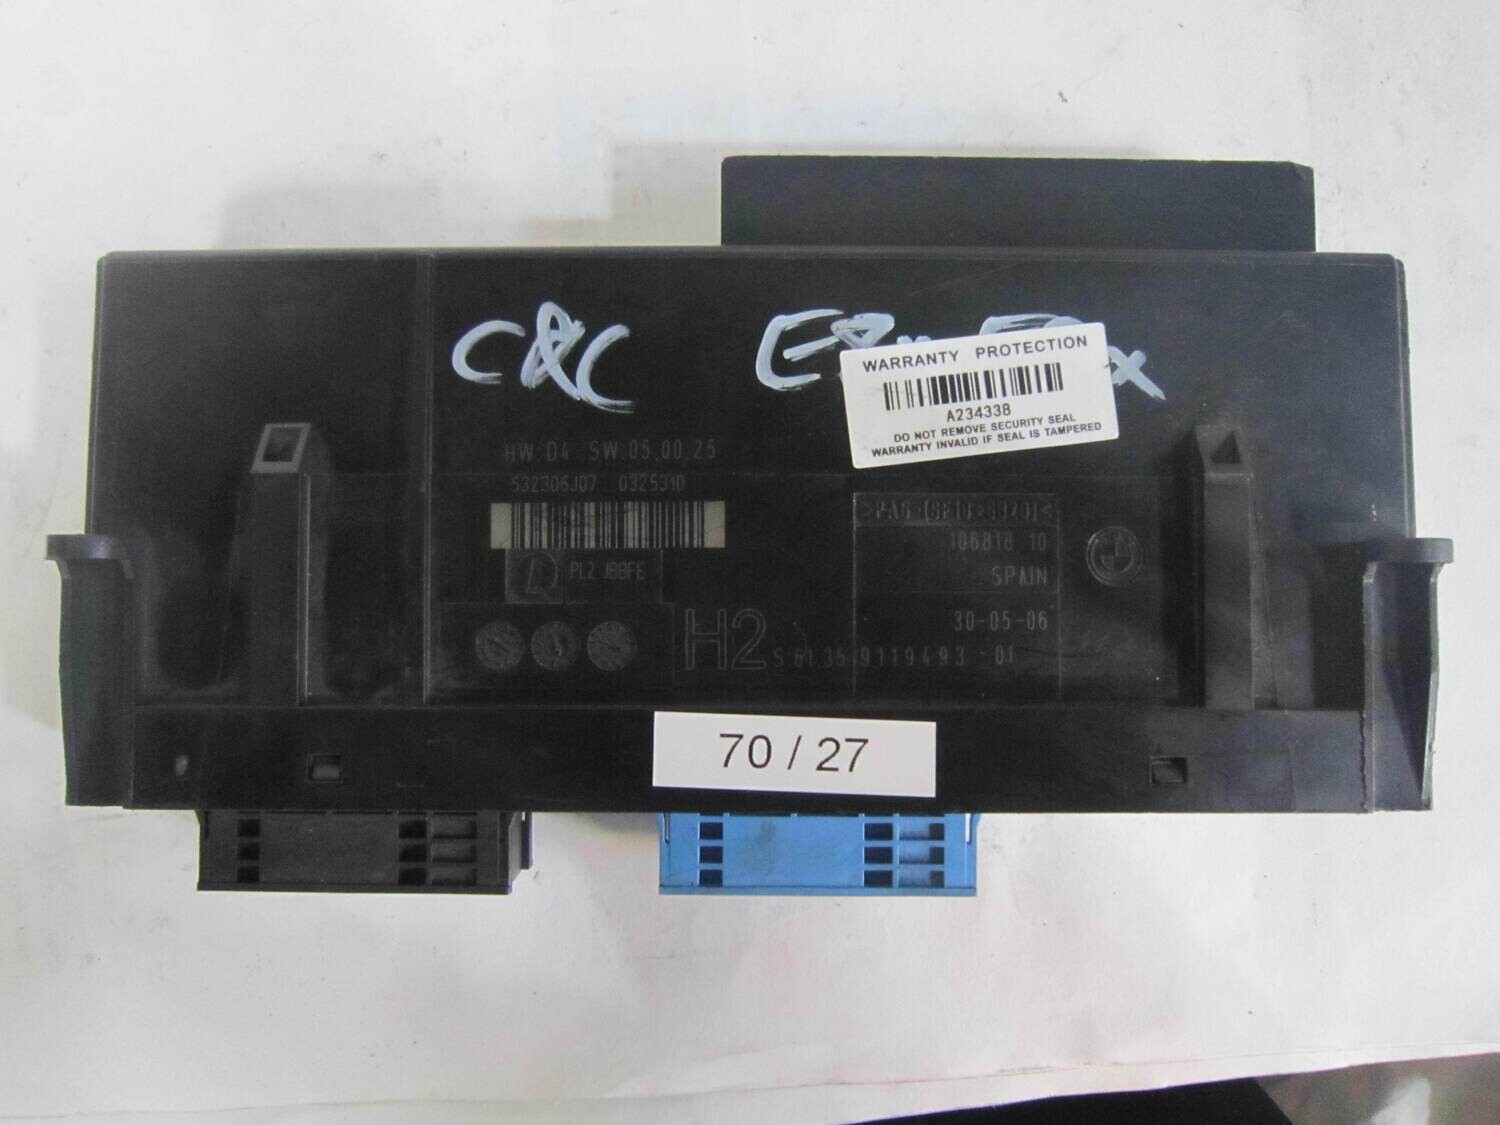 C&C
WARRANTY PROTECTION
A234338
DO NOT REMOVE SECURITY SEAL
WARRANTY INVALID IF SEAL IS TAMPERED
HW:04 SW:05.00.25
532306J07 0325310
PL2 JBBFE
106818 10
SPAIN
30-05-06
H2 S 61.35 9119493 -01
70 / 27